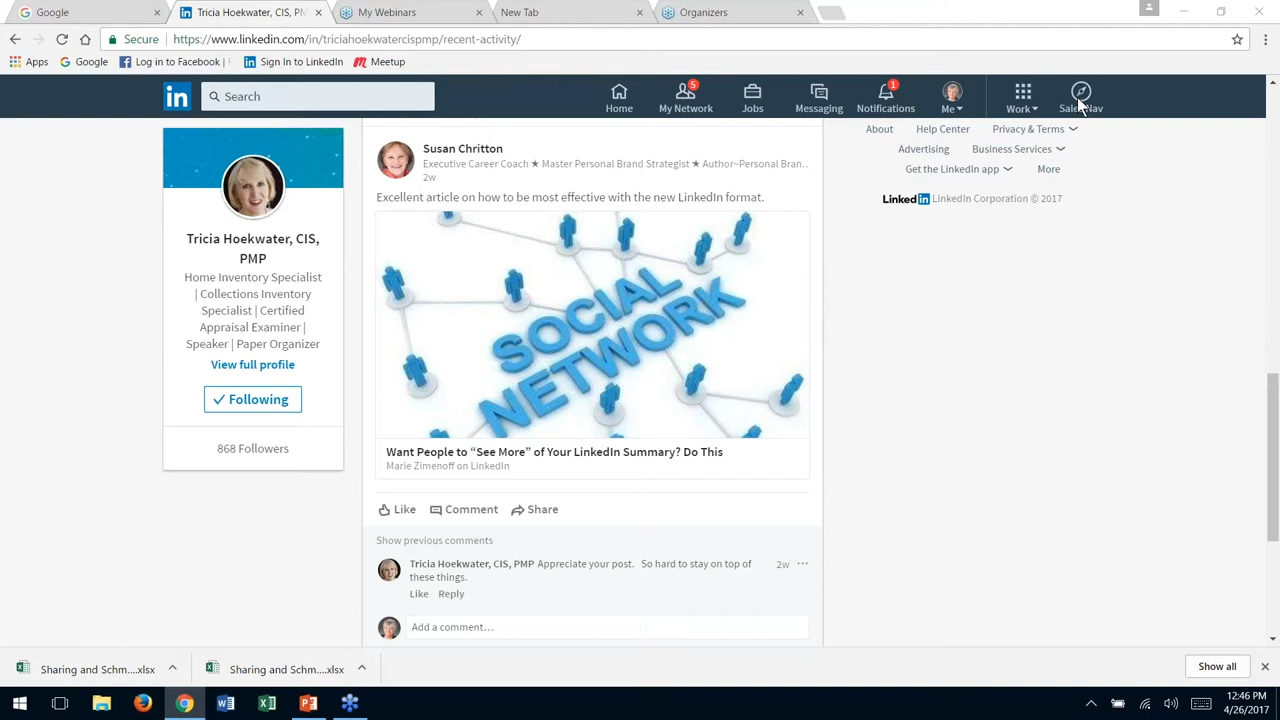 Google
Tricia Hoekwater, CIS, PM
My Webinars
New Tab
Organizers
Secure https://www.linkedin.com/in/triciahoekwatercispmp/recent-activity/
Apps Google Log in to Facebook | Sign In to LinkedIn Meetup
in Search
5
1
Home My Network Jobs Messaging Notifications Me Work Sales Nav
About Help Center Privacy & Terms
Advertising Business Services
Get the LinkedIn app More
Linked in LinkedIn Corporation © 2017
Tricia Hoekwater, CIS,
PMP
Home Inventory Specialist
| Collections Inventory
Specialist | Certified
Appraisal Examiner |
Speaker | Paper Organizer
View full profile
Following
868 Followers
Susan Chritton
Executive Career Coach ★ Master Personal Brand Strategist ★ Author~Personal Bran..
2w
Excellent article on how to be most effective with the new LinkedIn format.
SOCIAL
NETWORK
Want People to “See More” of Your LinkedIn Summary? Do This
Marie Zimenoff on LinkedIn
Like Comment Share
Show previous comments
Tricia Hoekwater, CIS, PMP Appreciate your post. So hard to stay on top of 2w ...
these things.
Like Reply
Add a comment…
Sharing and Schm....xlsx
Sharing and Schm....xlsx
Show all
12:46 PM
4/26/2017